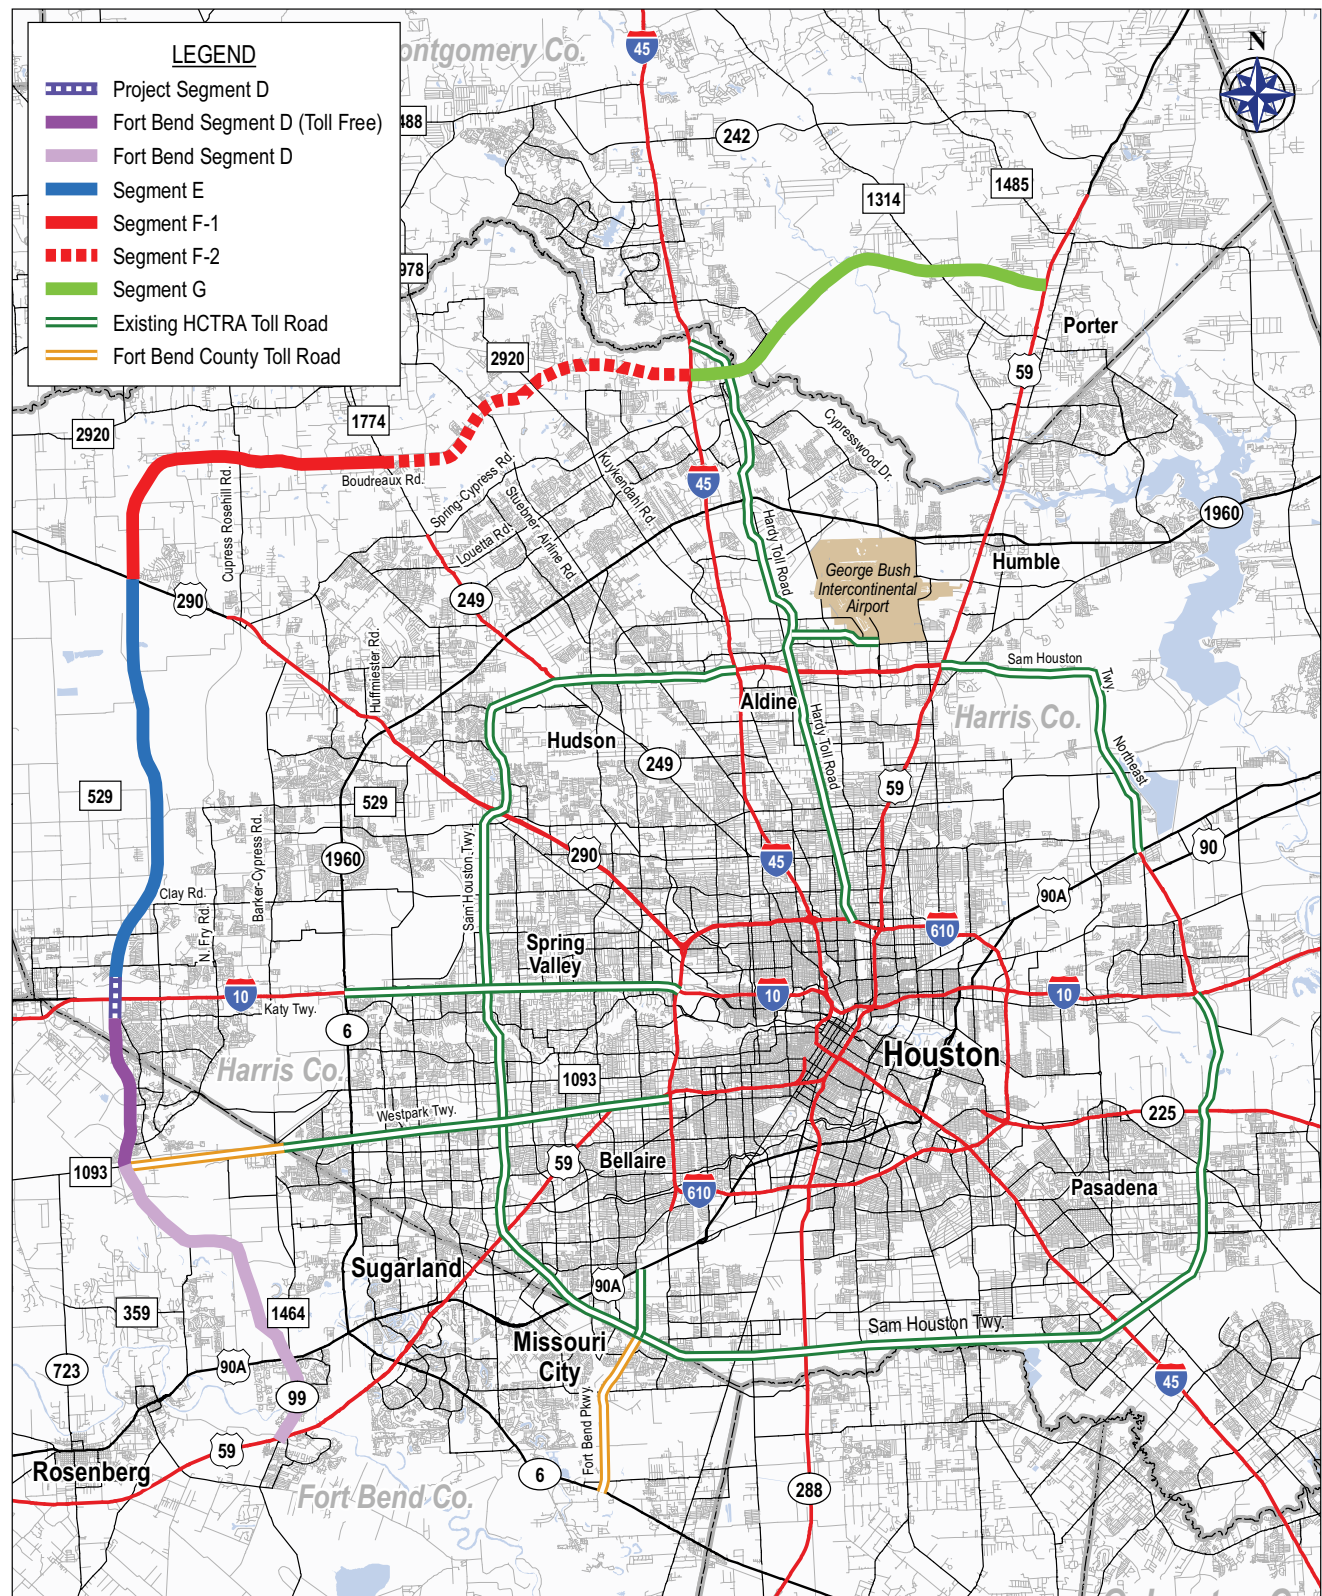 LEGEND
Project Segment D
Fort Bend Segment D (Toll Free)
Fort Bend Segment D
Segment E
Segment F-1
Segment F-2
Segment G
Existing HCTRA Toll Road
Fort Bend County Toll Road
ontgomery Co.
45
N
488
242
1485
1314
978
Porter
2920
59
1774
2920
Cypresswood Dr.
Boudreaux Rd.
Spring-Cypress Rd.
Kuykendahl Rd.
45
Cupress Rosehill Rd.
Stuebner Airline Rd.
Louetta Rd.
Hardy Toll Road
1960
George Bush
Intercontinental
Airport
Humble
290
249
Huffmiester Rd.
Sam Houston
Twy.
Aldine
Harris Co.
Hardy Toll Road
Hudson
249
Northeast
59
529
529
290
45
90
1960
Barker-Cypress Rd.
Sam Houston Twy.
Clay Rd.
90A
N. Fry Rd.
610
Spring
Valley
10
10
10
Katy Twy.
6
Houston
Harris Co.
1093
Westpark Twy.
225
1093
59
Bellaire
610
Pasadena
Sugarland
90A
359
1464
Sam Houston Twy.
Missouri
City
723
90A
99
45
Fort Bend Pkwy.
59
Rosenberg
6
288
Fort Bend Co.